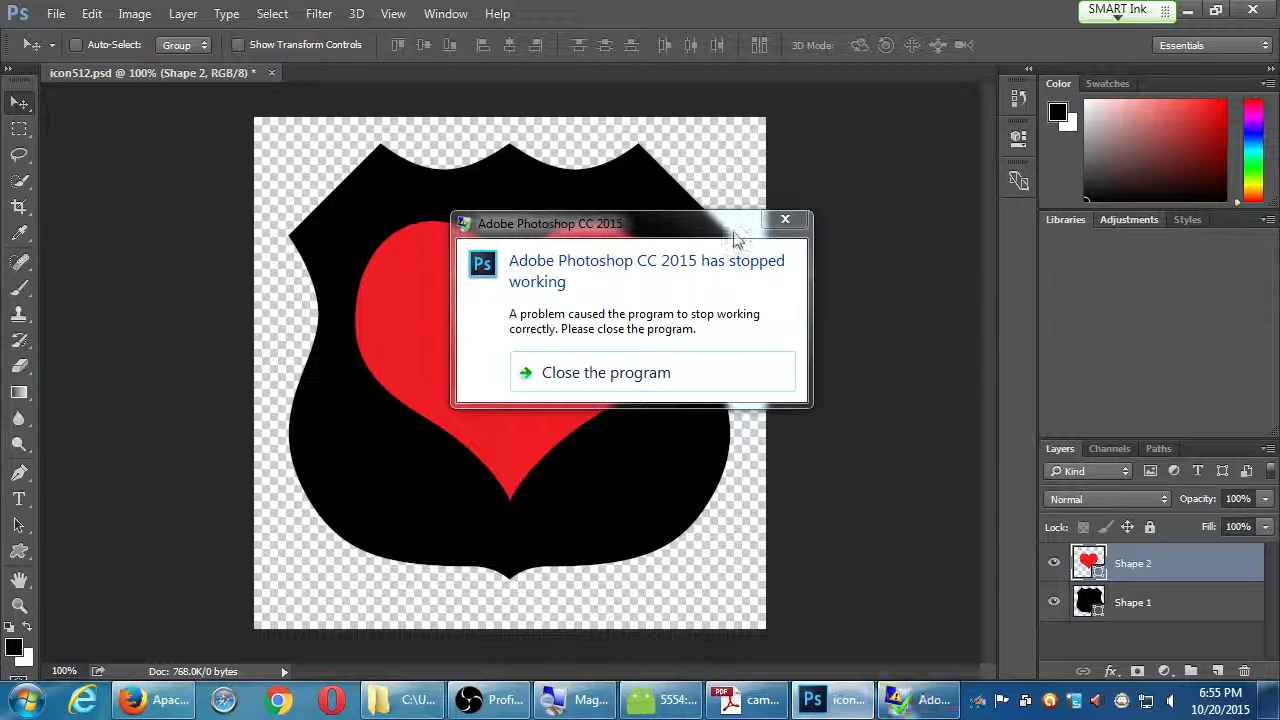 Ps File Edit Image Layer Type Select Filter 3D View Window Help
SMART Ink
Auto-Select: Group Show Transform Controls 3D Mode: Essentials
icon512.psd @ 100% (Shape 2, RGB/8) *
Color Swatches
Libraries Adjustments Styles
Adobe Photoshop CC 2015
Ps
Adobe Photoshop CC 2015 has stopped
working
A problem caused the program to stop working
correctly. Please close the program.
Close the program
Layers Channels Paths
Kind
Normal Opacity: 100%
Lock: Fill: 100%
Shape 2
Shape 1
100% Doc: 768.0K/0 bytes
Apac... C:\U... Profi... Mag... 5554:... PDF cam... Ps icon... Ado...
6:55 PM
10/20/2015